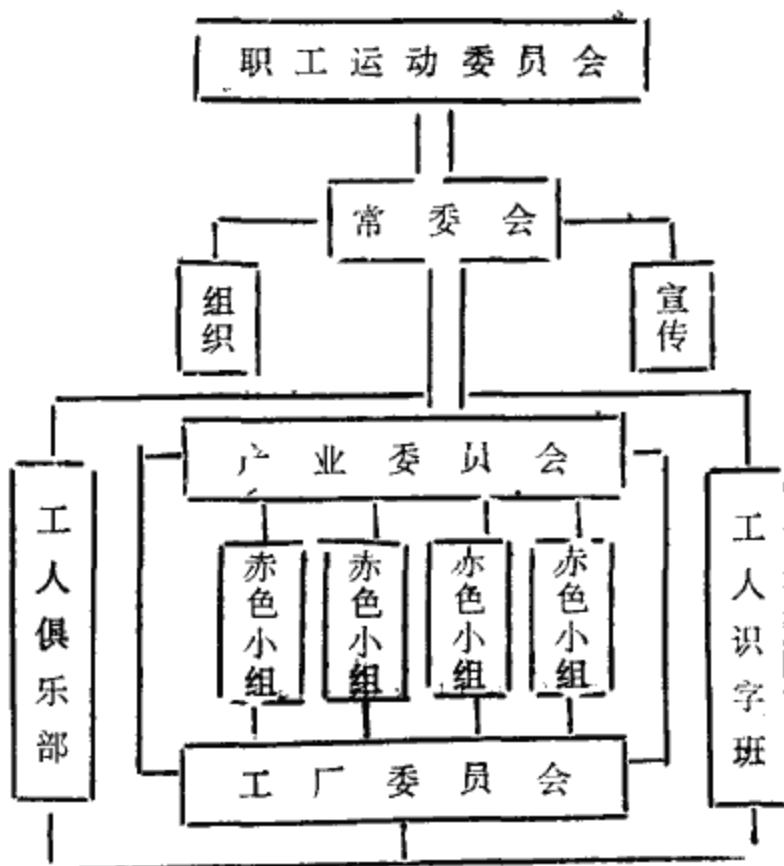 职工运动委员会
常委会
组织
宣传
产业委员会
工人俱乐部
赤色小组
赤色小组
赤色小组
赤色小组
工人识字班
工厂委员会